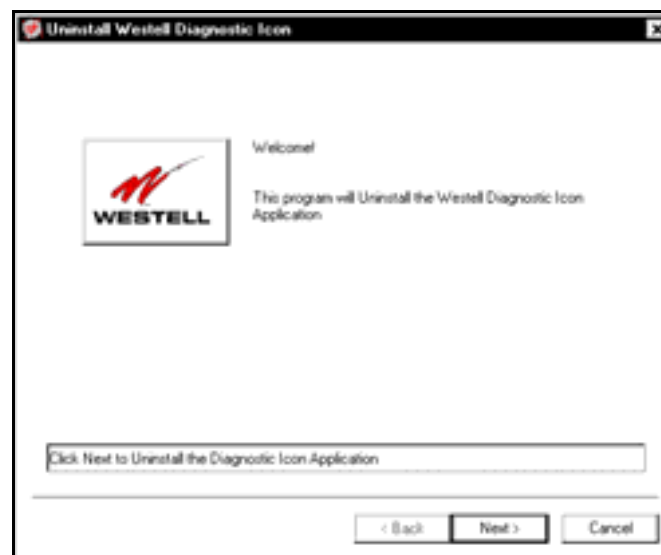 Uninstall Westell Diagnostic Icon
Welcome!
This program will Uninstall the Westell Diagnostic Icon
Application
WESTELL
Click Next to Uninstall the Diagnostic Icon Application
< Back
Next >
Cancel